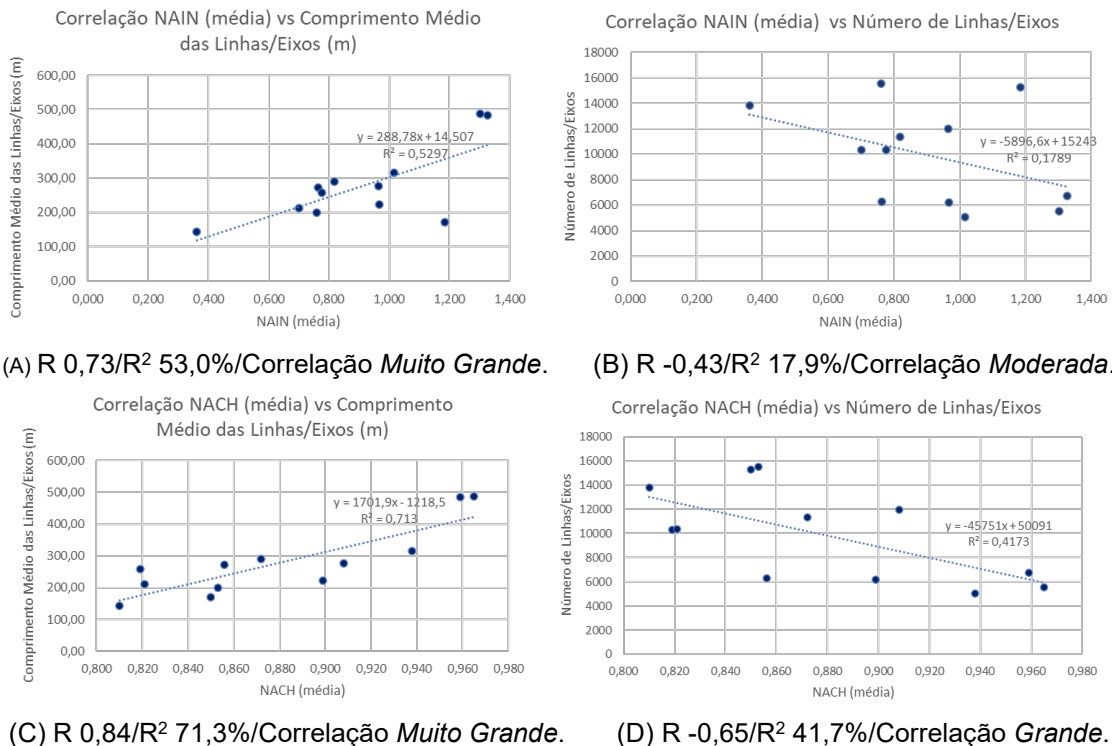 Correlação NAIN (média) vs Comprimento Médio
das Linhas/Eixos (m)
Comprimento Médio das Linhas/Eixos (m)
600,00
500,00
400,00
300,00
200,00
100,00
0,00
y = 288,78x + 14,507
R² = 0,5297
0,000 0,200 0,400 0,600 0,800 1,000 1,200 1,400
NAIN (média)
Correlação NAIN (média) vs Número de Linhas/Eixos
Número de Linhas/Eixos
18000
16000
14000
12000
10000
8000
6000
4000
2000
0
y = -5896,6x + 15243
R² = 0,1789
0,000 0,200 0,400 0,600 0,800 1,000 1,200 1,400
NAIN (média)
(A) R 0,73/R² 53,0%/Correlação Muito Grande.
(B) R -0,43/R² 17,9%/Correlação Moderada.
Correlação NACH (média) vs Comprimento
Médio das Linhas/Eixos (m)
Comprimento Médio das Linhas/Eixos (m)
600,00
500,00
400,00
300,00
200,00
100,00
0,00
y = 1701,9x - 1218,5
R² = 0,713
0,800 0,820 0,840 0,860 0,880 0,900 0,920 0,940 0,960 0,980
NACH (média)
Correlação NACH (média) vs Número de Linhas/Eixos
Número de Linhas/Eixos
18000
16000
14000
12000
10000
8000
6000
4000
2000
0
y = -45751x + 50091
R² = 0,4173
0,800 0,820 0,840 0,860 0,880 0,900 0,920 0,940 0,960 0,980
NACH (média)
(C) R 0,84/R² 71,3%/Correlação Muito Grande.
(D) R -0,65/R² 41,7%/Correlação Grande.